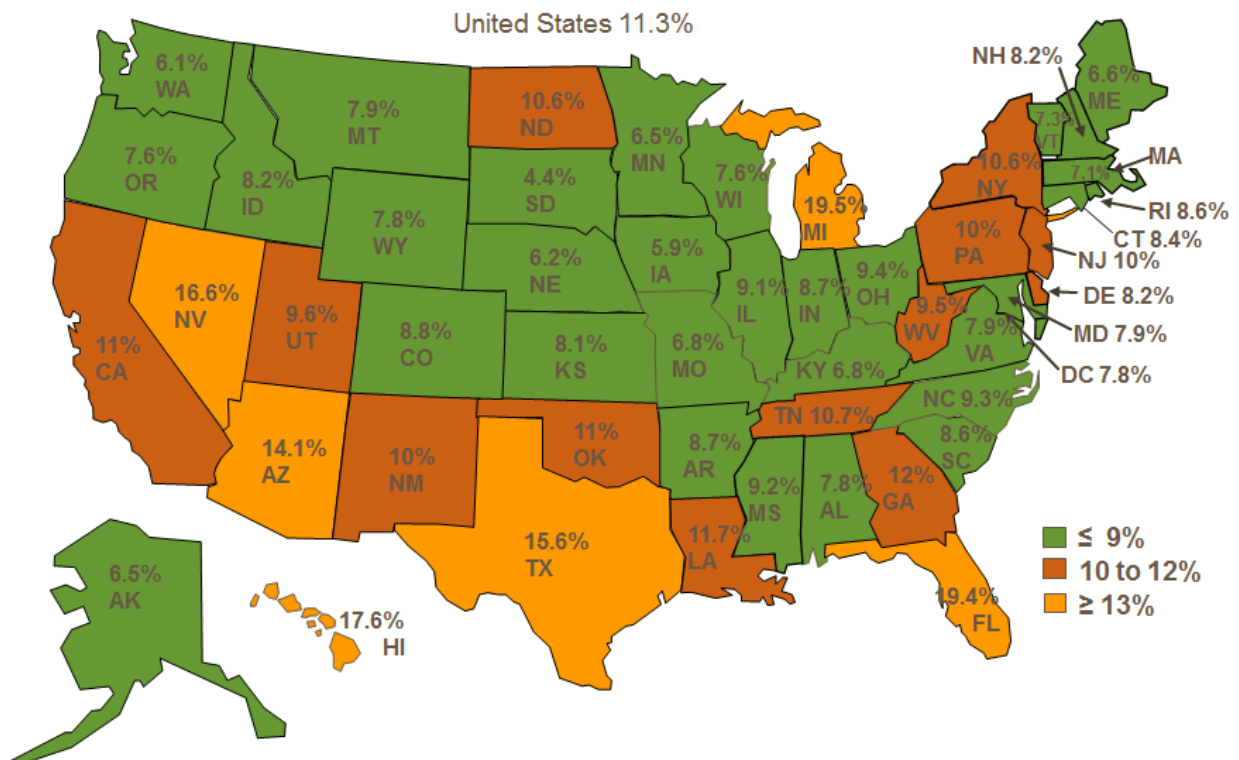 United States 11.3%
NH 8.2%
6.1%
WA
6.6%
ME
7.9%
MT
10.6%
ND
7.3%
VT
6.5%
MN
7.6%
OR
7.6%
WI
10.6%
NY
MA
7.1%
8.2%
ID
4.4%
SD
19.5%
MI
RI 8.6%
7.8%
WY
CT 8.4%
10%
PA
NJ 10%
5.9%
IA
6.2%
NE
9.4%
OH
DE 8.2%
16.6%
NV
9.6%
UT
9.1%
IL
8.7%
IN
9.5%
WV
MD 7.9%
11%
CA
8.8%
CO
8.1%
KS
6.8%
MO
7.9%
VA
KY 6.8%
DC 7.8%
NC 9.3%
TN 10.7%
14.1%
AZ
10%
NM
11%
OK
8.7%
AR
8.6%
SC
12%
GA
9.2%
MS
7.8%
AL
15.6%
TX
11.7%
LA
≤ 9%
10 to 12%
≥ 13%
6.5%
AK
17.6%
HI
19.4%
FL